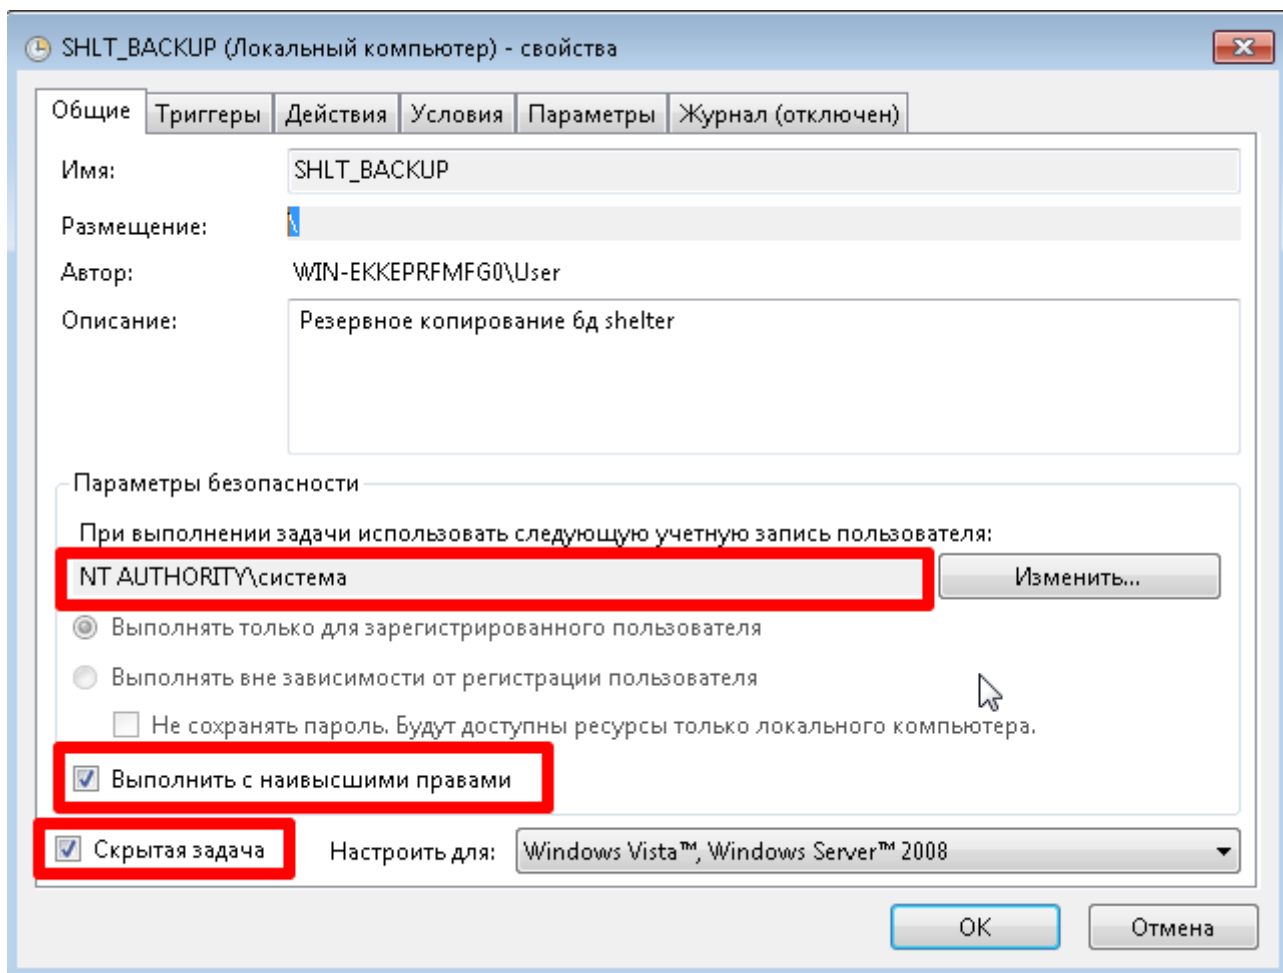 SHLT_BACKUP (Локальный компьютер) - свойства
Общие Триггеры Действия Условия Параметры Журнал (отключен)
Имя: SHLT_BACKUP
Размещение: \
Автор: WIN-EKKEPRFMFG0\User
Описание: Резервное копирование бд shelter
Параметры безопасности
При выполнении задачи использовать следующую учетную запись пользователя:
NT AUTHORITY\система Изменить...
Выполнять только для зарегистрированного пользователя
Выполнять вне зависимости от регистрации пользователя
Не сохранять пароль. Будут доступны ресурсы только локального компьютера.
Выполнить с наивысшими правами
Скрытая задача Настроить для: Windows Vista™, Windows Server™ 2008
OK Отмена